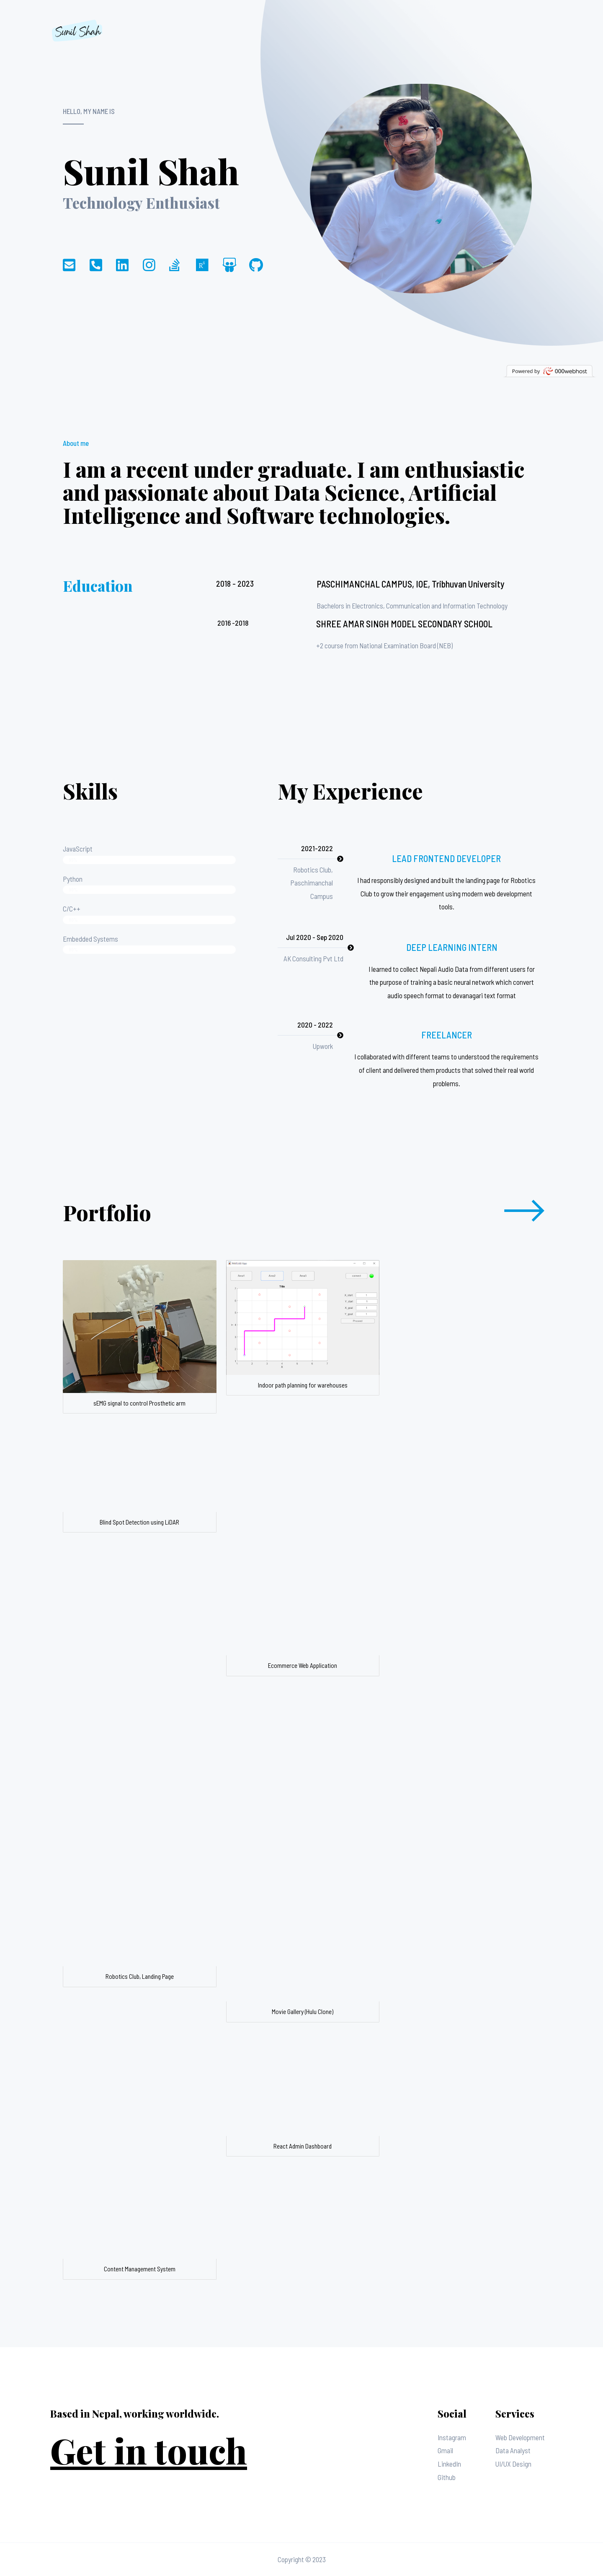 Sunil Shah
HELLO, MY NAME IS
Sunil Shah
Technology Enthusiast
Powered by 000webhost
About me
I am a recent under graduate. I am enthusiastic
and passionate about Data Science, Artificial
Intelligence and Software technologies.
Education
2018 - 2023
PASCHIMANCHAL CAMPUS, IOE, Tribhuvan University
Bachelors in Electronics, Communication and Information Technology
2016 -2018
SHREE AMAR SINGH MODEL SECONDARY SCHOOL
+2 course from National Examination Board (NEB)
Skills
JavaScript
Python
C/C++
Embedded Systems
My Experience
2021-2022
Robotics Club,
Paschimanchal
Campus
LEAD FRONTEND DEVELOPER
I had responsibly designed and built the landing page for Robotics
Club to grow their engagement using modern web development
tools.
Jul 2020 - Sep 2020
AK Consulting Pvt Ltd
DEEP LEARNING INTERN
I learned to collect Nepali Audio Data from different users for
the purpose of training a basic neural network which convert
audio speech format to devanagari text format
2020 - 2022
Upwork
FREELANCER
I collaborated with different teams to understood the requirements
of client and delivered them products that solved their real world
problems.
Portfolio
sEMG signal to control Prosthetic arm
Indoor path planning for warehouses
Blind Spot Detection using LiDAR
Ecommerce Web Application
Robotics Club, Landing Page
Movie Gallery (Hulu Clone)
React Admin Dashboard
Content Management System
Based in Nepal, working worldwide.
Get in touch
Social
Instagram
Gmail
LinkedIn
Github
Services
Web Development
Data Analyst
UI/UX Design
Copyright © 2023